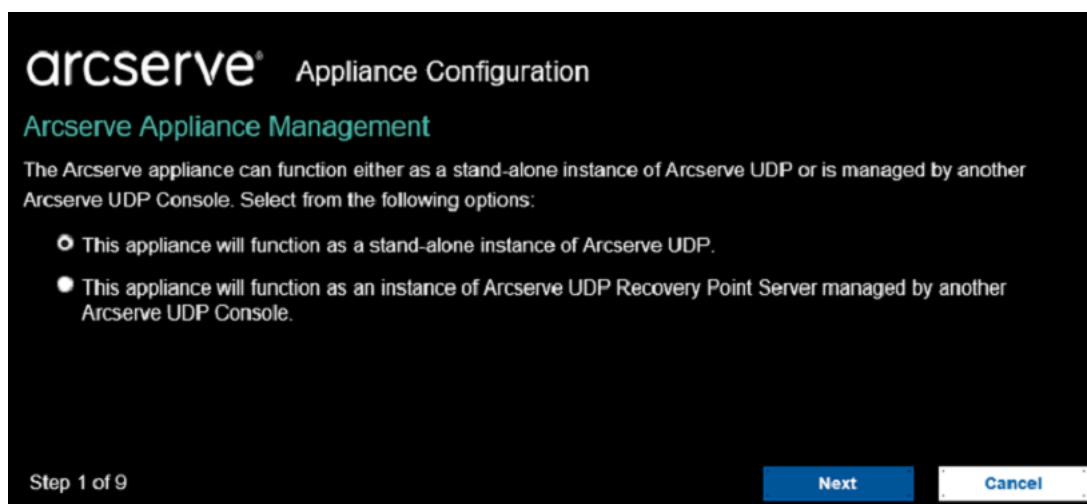 arcserve® Appliance Configuration
Arcserve Appliance Management
The Arcserve appliance can function either as a stand-alone instance of Arcserve UDP or is managed by another
Arcserve UDP Console. Select from the following options:
This appliance will function as a stand-alone instance of Arcserve UDP.
This appliance will function as an instance of Arcserve UDP Recovery Point Server managed by another
Arcserve UDP Console.
Step 1 of 9 Next Cancel